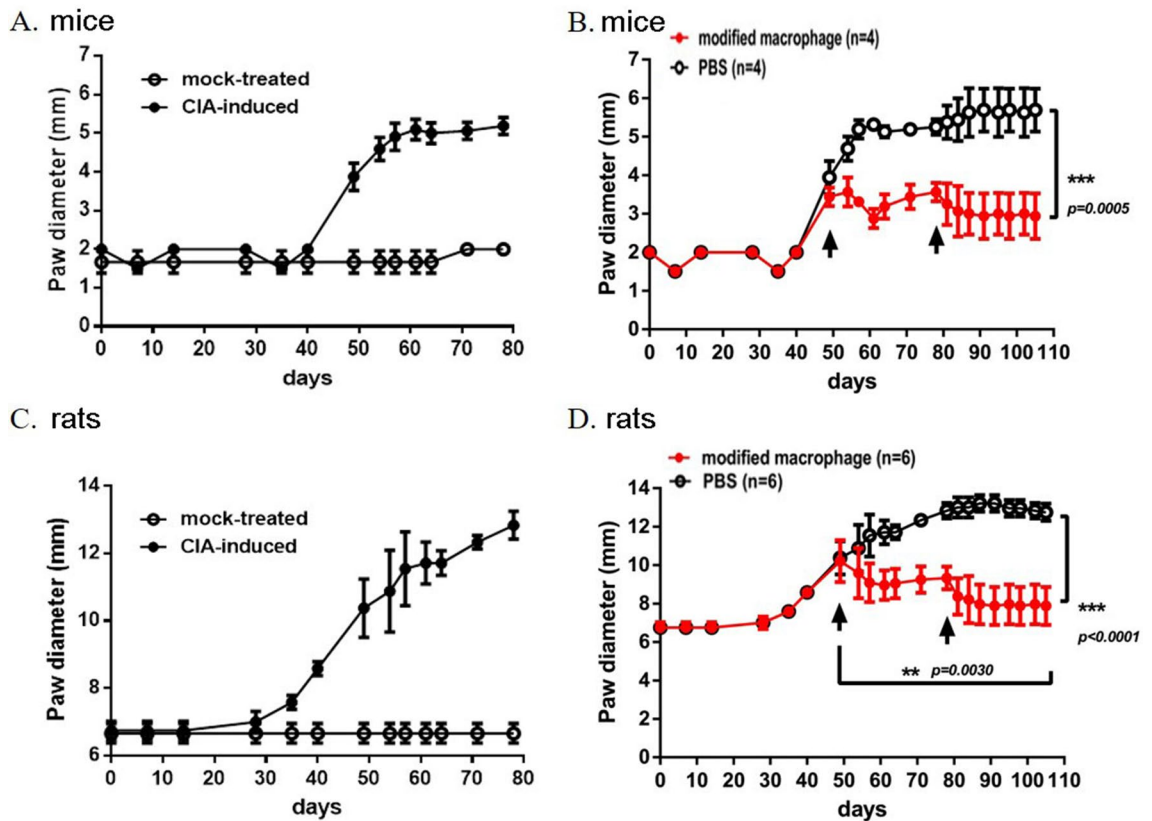 A. mice
7
6
5
4
3
2
1
0
Paw diameter (mm)
mock-treated
CIA-induced
0 10 20 30 40 50 60 70 80
days
B. mice
modified macrophage (n=4)
PBS (n=4)
7
6
5
4
3
2
1
0
Paw diameter (mm)
***
p=0.0005
0 10 20 30 40 50 60 70 80 90 100 110
days
C. rats
14
12
10
8
6
Paw diameter (mm)
mock-treated
CIA-induced
0 10 20 30 40 50 60 70 80
days
D. rats
modified macrophage (n=6)
PBS (n=6)
14
12
10
8
6
4
2
0
Paw diameter (mm)
***
p<0.0001
** p=0.0030
0 10 20 30 40 50 60 70 80 90 100 110
days